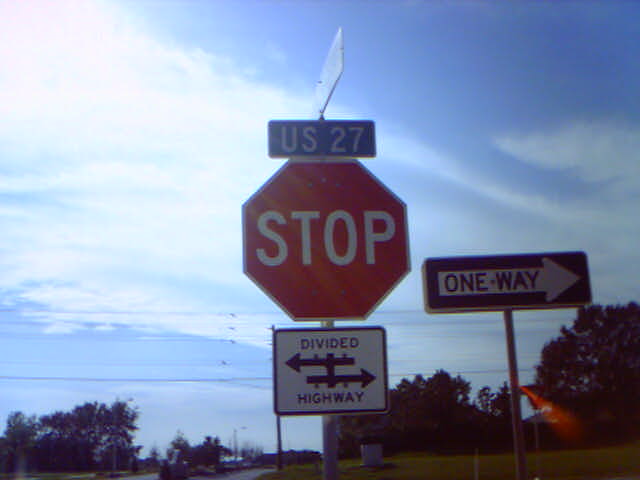 US 27
STOP
ONE WAY
DIVIDED
HIGHWAY